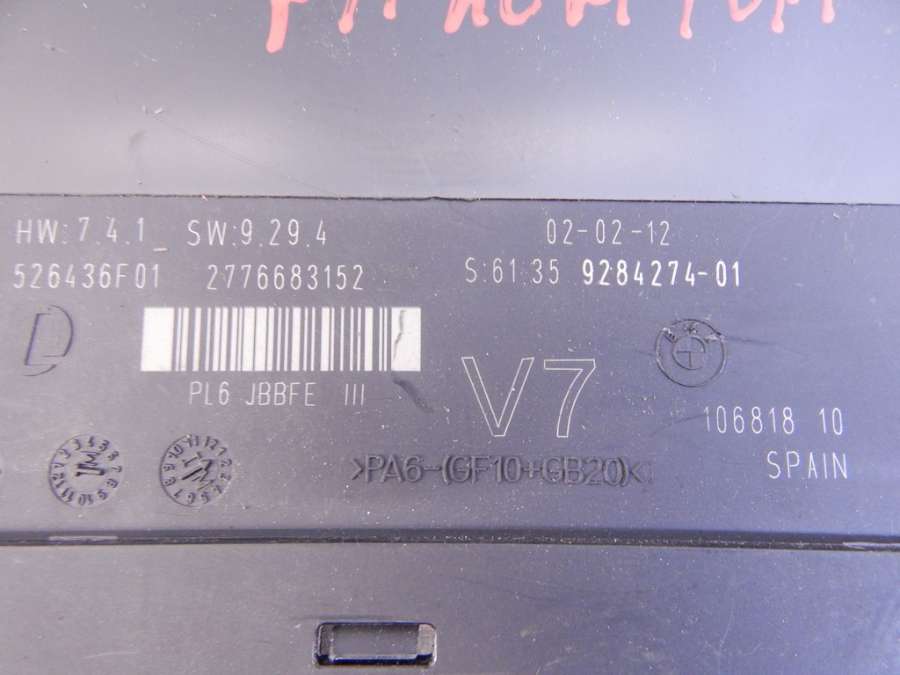 HW:7.4.1_ SW:9.29.4 02-02-12
526436F01 2776683152 S:61.35 9284274-01
PL6 JBBFE III
V7
106818 10
SPAIN
>PA6-(GF10+GB20)<